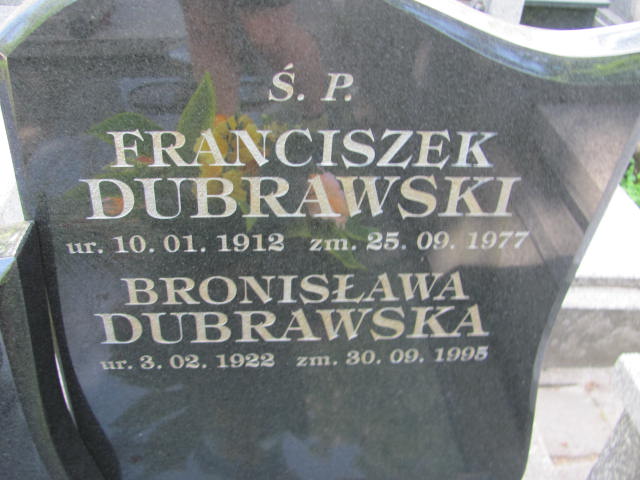 Ś. P.
FRANCISZEK
DUBRAWSKI
ur. 10. 01. 1912 zm. 25. 09. 1977
BRONISŁAWA
DUBRAWSKA
ur. 3. 02. 1922 zm. 30. 09. 1995